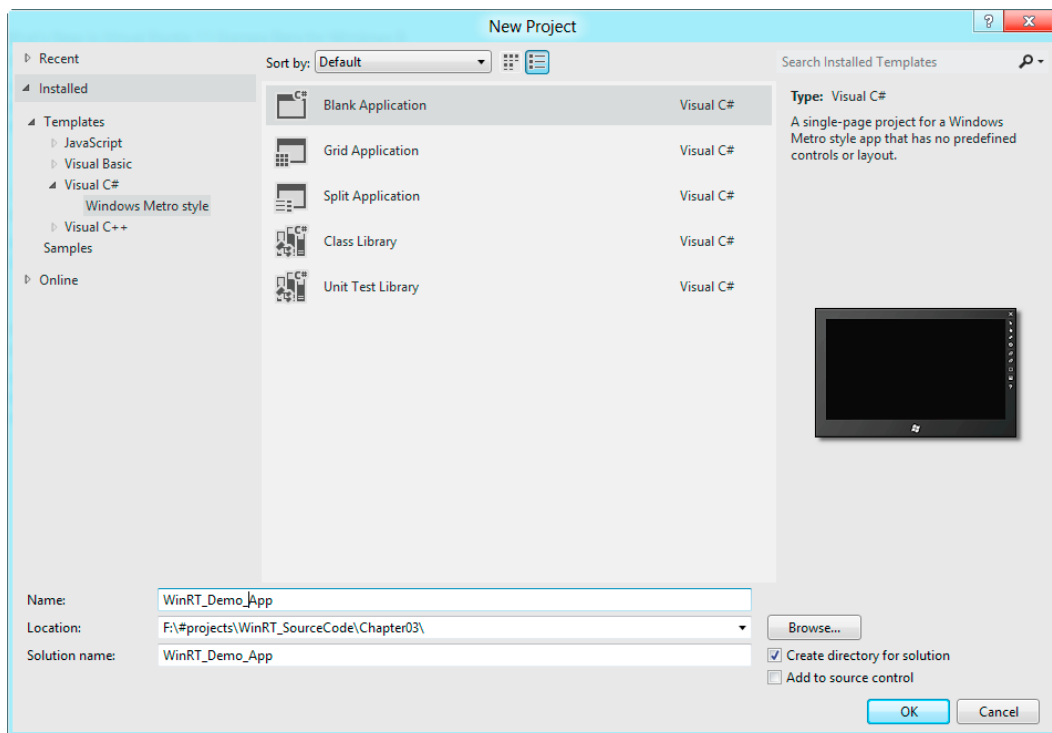 New Project
Recent
Installed
Templates
JavaScript
Visual Basic
Visual C#
Windows Metro style
Visual C++
Samples
Online
Sort by: Default
C# Blank Application Visual C#
Grid Application Visual C#
Split Application Visual C#
C# Class Library Visual C#
C# Unit Test Library Visual C#
Search Installed Templates
Type: Visual C#
A single-page project for a Windows
Metro style app that has no predefined
controls or layout.
Name: WinRT_Demo_App
Location: F:\#projects\WinRT_SourceCode\Chapter03\
Browse...
Solution name: WinRT_Demo_App
Create directory for solution
Add to source control
OK Cancel